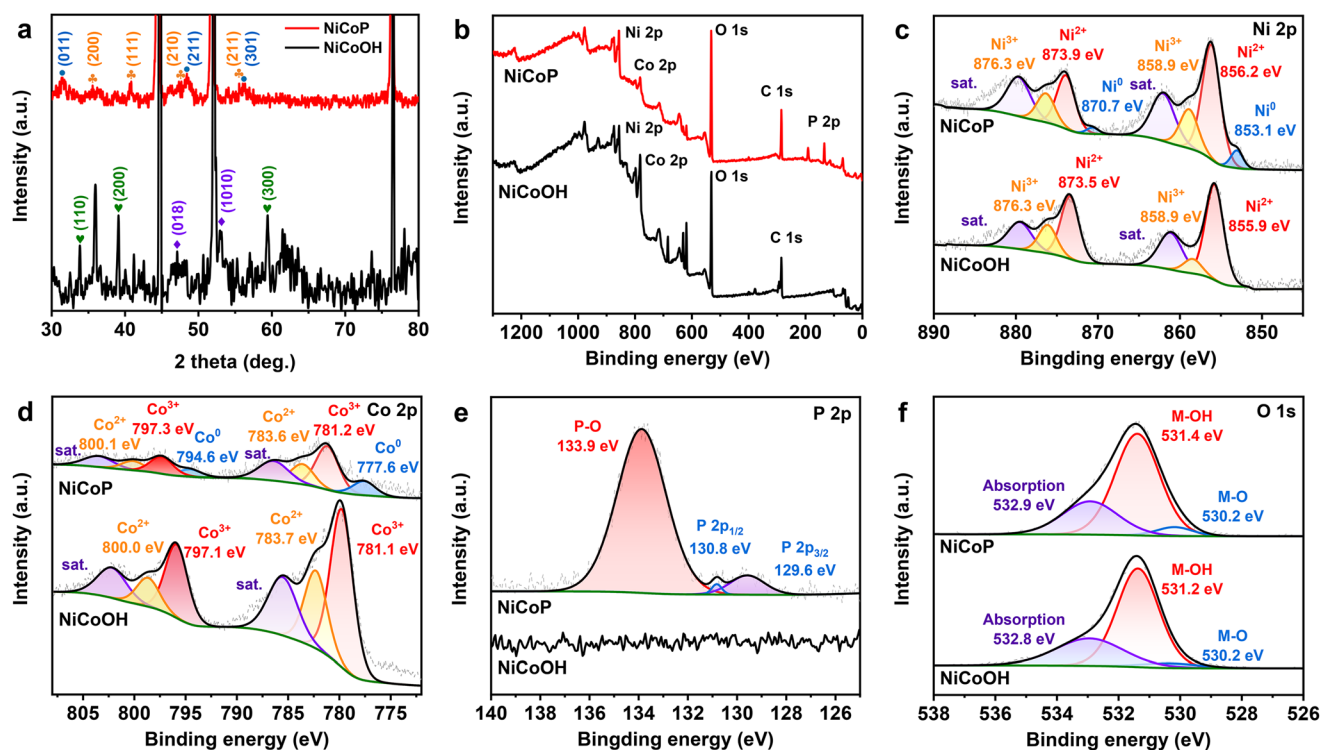 a
NiCoP
NiCoOH
(011)
(200)
(111)
(210)
(211)
(211)
(301)
(110)
(200)
(018)
(1010)
(300)
Intensity (a.u.)
30 40 50 60 70 80
2 theta (deg.)
b
O 1s
Ni 2p
NiCoP
Co 2p
C 1s
P 2p
Ni 2p
Co 2p
NiCoOH
O 1s
C 1s
Intensity (a.u.)
1200 1000 800 600 400 200 0
Binding energy (eV)
c
Ni 2p
Ni3+
876.3 eV
Ni2+
873.9 eV
Ni3+
858.9 eV
Ni2+
856.2 eV
sat.
Ni0
870.7 eV
sat.
Ni0
853.1 eV
NiCoP
Ni3+
876.3 eV
Ni2+
873.5 eV
Ni3+
858.9 eV
Ni2+
855.9 eV
sat.
sat.
NiCoOH
Intensity (a.u.)
890 880 870 860 850
Bingding energy (eV)
d
Co 2p
Co2+
800.1 eV
Co3+
797.3 eV
Co0
794.6 eV
Co2+
783.6 eV
Co3+
781.2 eV
Co0
777.6 eV
sat.
sat.
NiCoP
Co2+
800.0 eV
Co3+
797.1 eV
Co2+
783.7 eV
Co3+
781.1 eV
sat.
sat.
NiCoOH
Intensity (a.u.)
805 800 795 790 785 780 775
Bingding energy (eV)
e
P 2p
P-O
133.9 eV
P 2p1/2
130.8 eV
P 2p3/2
129.6 eV
NiCoP
NiCoOH
Intensity (a.u.)
140 138 136 134 132 130 128 126
Bingding energy (eV)
f
O 1s
M-OH
531.4 eV
Absorption
532.9 eV
M-O
530.2 eV
NiCoP
M-OH
531.2 eV
Absorption
532.8 eV
M-O
530.2 eV
NiCoOH
Intensity (a.u.)
538 536 534 532 530 528 526
Bingding energy (eV)